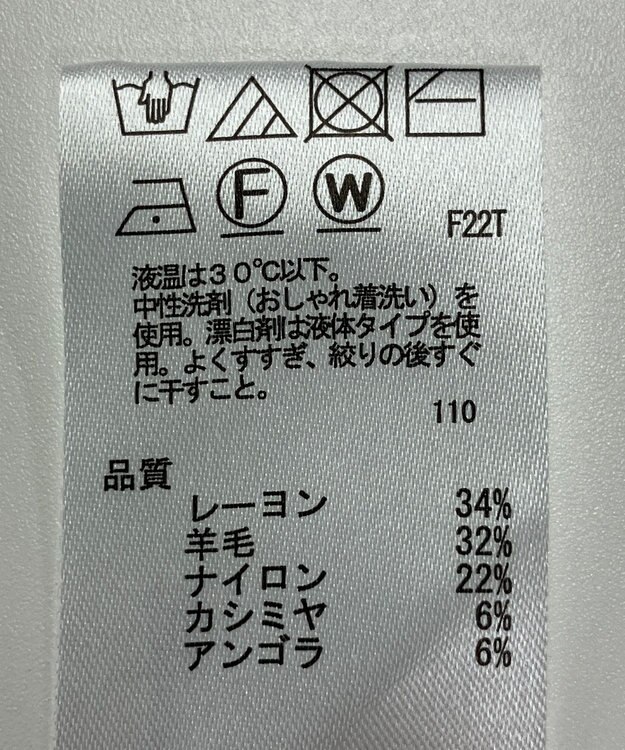 F W F22T
液温は30℃以下。
中性洗剤（おしゃれ着洗い）を
使用。漂白剤は液体タイプを使
用。よくすすぎ、絞りの後すぐ
に干すこと。
110
品質
レーヨン 34%
羊毛 32%
ナイロン 22%
カシミヤ 6%
アンゴラ 6%